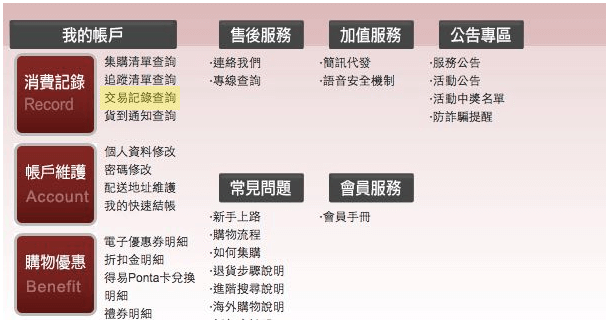 我的帳戶
消費記錄
Record
集購清單查詢
追蹤清單查詢
交易記錄查詢
貨到通知查詢
帳戶維護
Account
個人資料修改
密碼修改
配送地址維護
我的快速結帳
購物優惠
Benefit
電子優惠券明細
折扣金明細
得易Ponta卡兌換
明細
禮券明細
售後服務
·連絡我們
·專線查詢
加值服務
·簡訊代發
·語音安全機制
公告專區
·服務公告
·活動公告
·活動中獎名單
·防詐騙提醒
常見問題
·新手上路
·購物流程
·如何集購
·退貨步驟說明
·進階搜尋說明
·海外購物說明
會員服務
·會員手冊